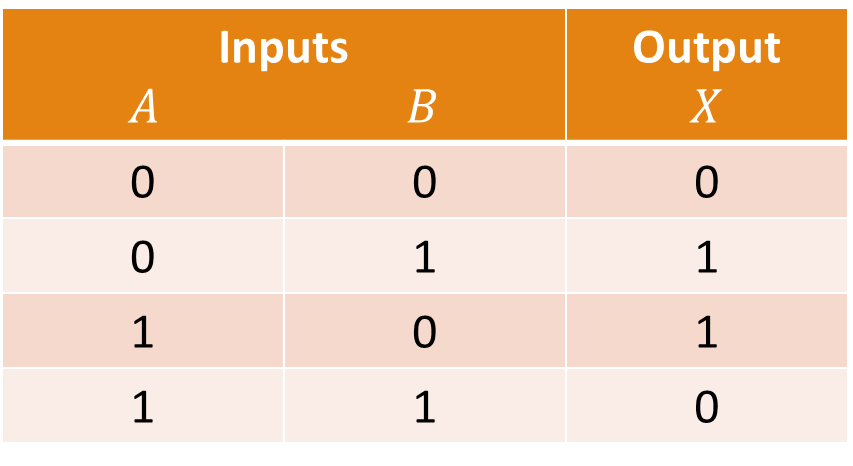 Inputs Output
A B X
0 0 0
0 1 1
1 0 1
1 1 0